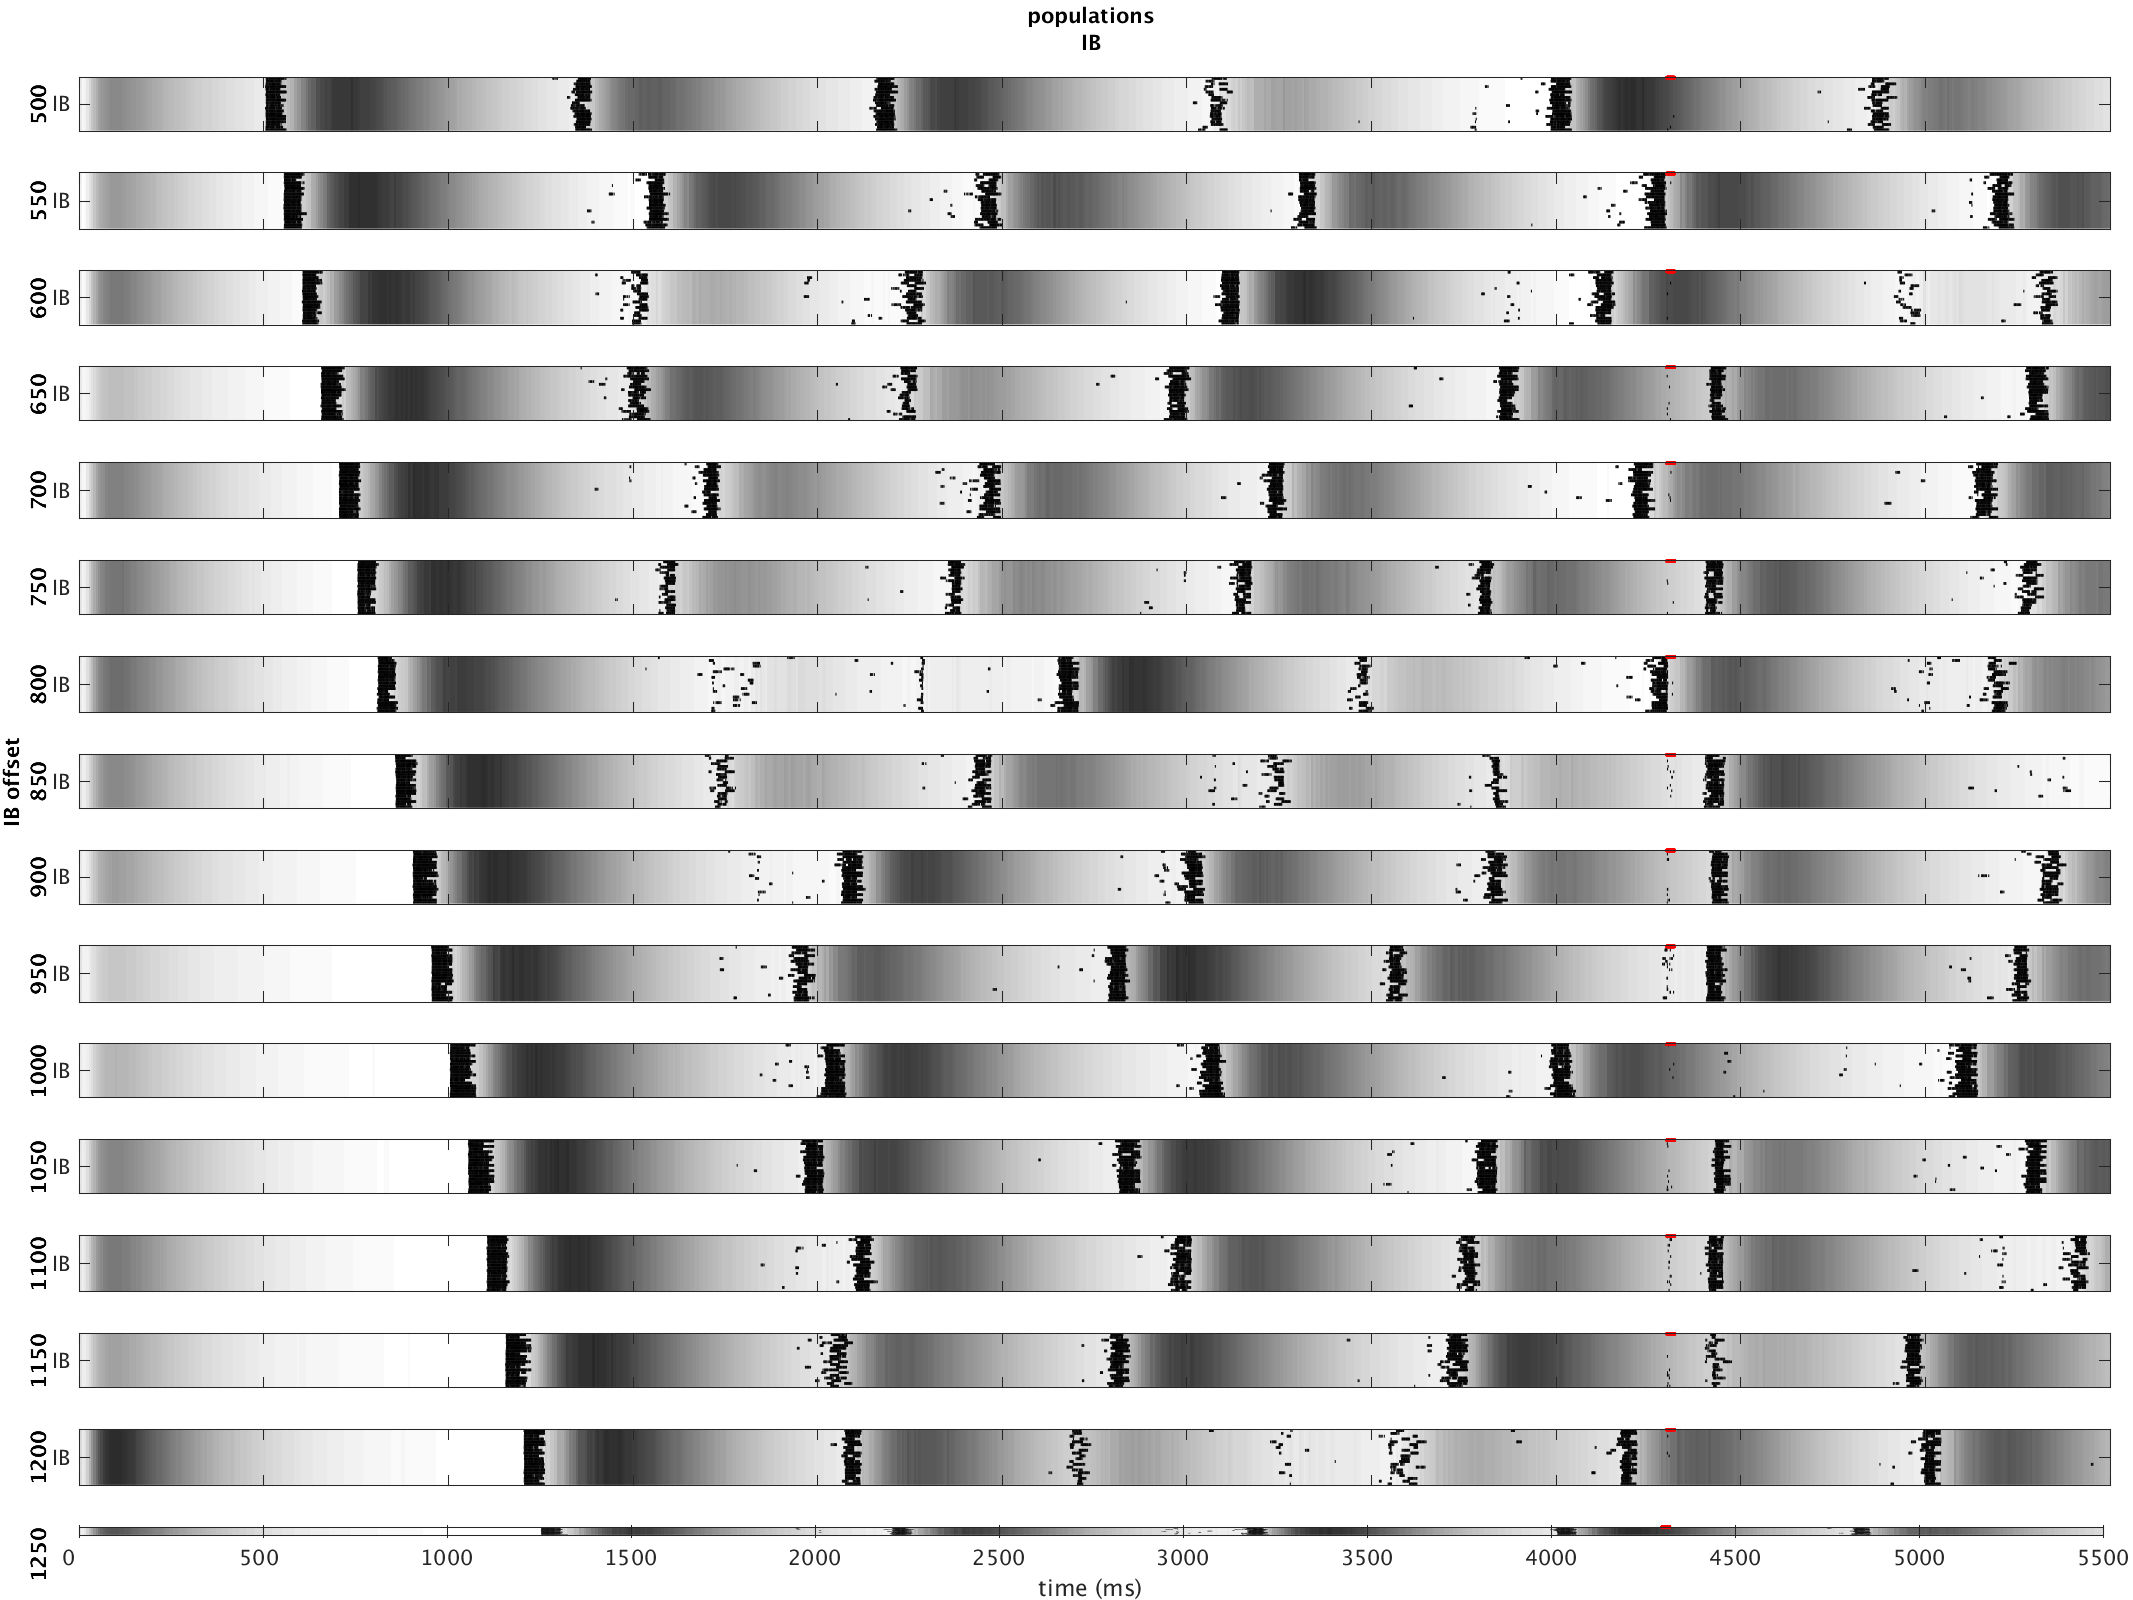 populations
IB
500 IB
550 IB
600 IB
650 IB
700 IB
750 IB
800 IB
850 IB
900 IB
950 IB
1000 IB
1050 IB
1100 IB
1150 IB
1200 IB
1250
IB offset
0 500 1000 1500 2000 2500 3000 3500 4000 4500 5000 5500
time (ms)